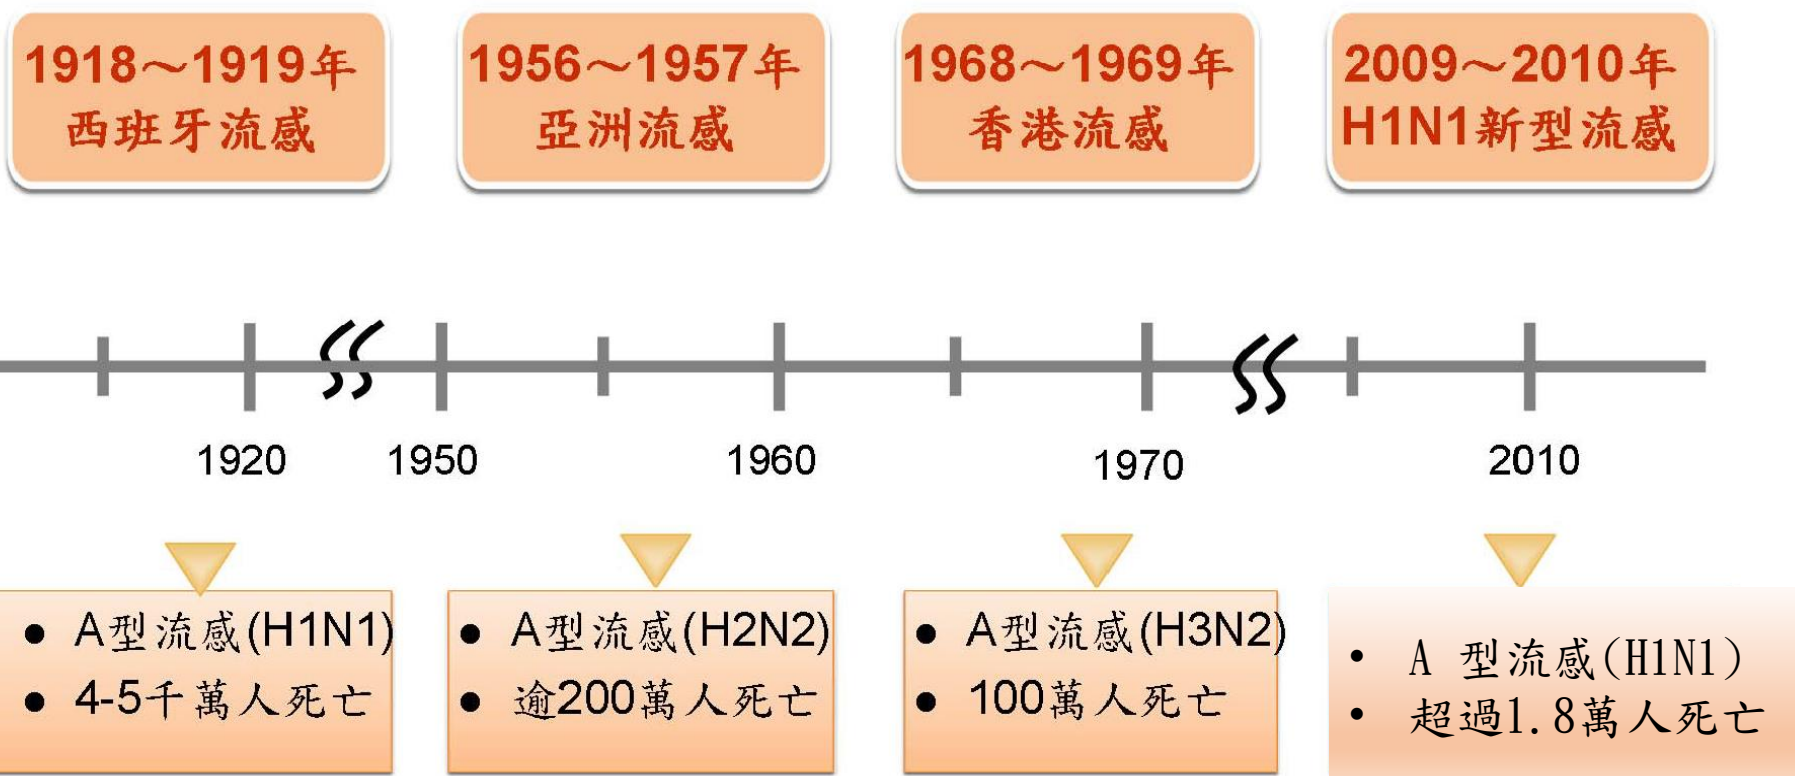 1918～1919年
西班牙流感
1956～1957年
亞洲流感
1968～1969年
香港流感
2009～2010年
H1N1新型流感
1920
1950
1960
1970
2010
● A型流感(H1N1)
● 4-5千萬人死亡
● A型流感(H2N2)
● 逾200萬人死亡
● A型流感(H3N2)
● 100萬人死亡
• A 型流感(H1N1)
• 超過1.8萬人死亡